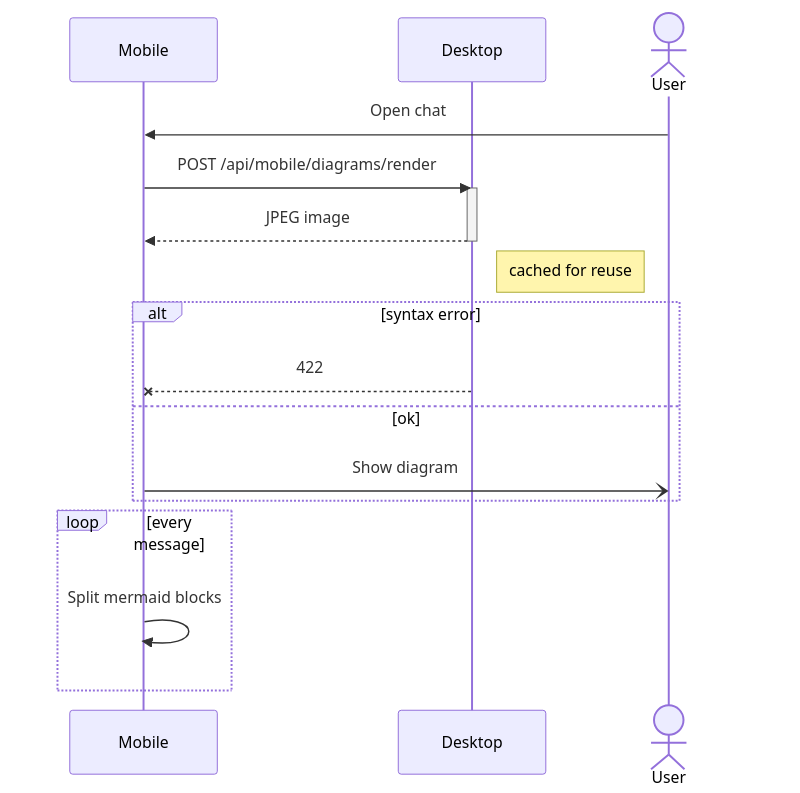 Mobile
Desktop
User
Open chat
POST /api/mobile/diagrams/render
JPEG image
cached for reuse
alt
[syntax error]
422
[ok]
Show diagram
loop
[every
message]
Split mermaid blocks
Mobile
Desktop
User